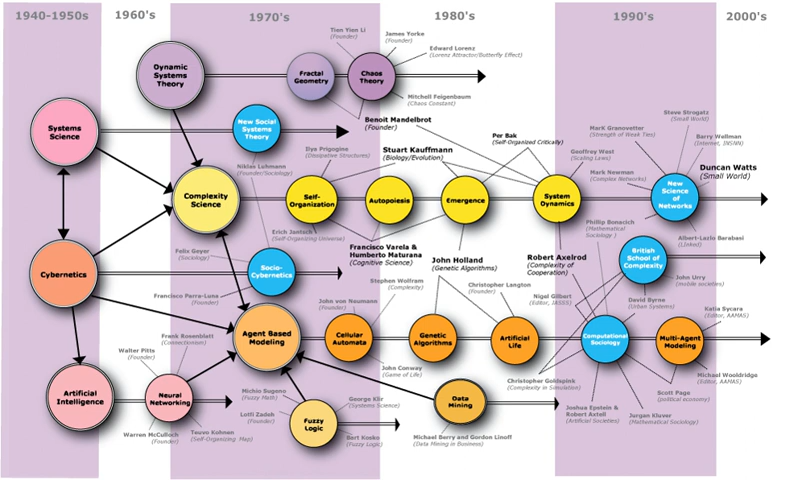 1940-1950s
1960's
1970's
1980's
1990's
2000's
Dynamic
Systems
Theory
Fractal
Geometry
Chaos
Theory
Tien Yien Li
(Founder)
James Yorke
(Founder)
Edward Lorenz
(Lorenz Attractor/Butterfly Effect)
Mitchell Feigenbaum
(Chaos Constant)
Benoit Mandelbrot
(Founder)
Systems
Science
New Social
Systems
Theory
Niklas Luhmann
(Founder/Sociology)
Ilya Prigogine
(Dissipative Structures)
Stuart Kauffmann
(Biology/Evolution)
Per Bak
(Self-Organized Critically)
Geoffrey West
(Scaling Laws)
Mark Granovetter
(Strength of Weak Ties)
Steve Strogatz
(Small World)
Barry Wellman
(Internet, INSNN)
Mark Newman
(Complex Networks)
Duncan Watts
(Small World)
Complexity
Science
Self-
Organization
Autopoiesis
Emergence
System
Dynamics
New
Science
of
Networks
Phillip Bonacich
(Mathematical
Sociology )
Albert-Lazlo Barabasi
(Linked)
Erich Jantsch
(Self-Organizing Universe)
Felix Geyer
(Sociology)
Francisco Varela &
Humberto Maturana
(Cognitive Science)
John Holland
(Genetic Algorithms)
Robert Axelrod
(Complexity of
Cooperation)
British
School of
Complexity
John Urry
(mobile societies)
Cybernetics
Socio-
Cybernetics
Francisco Parra-Luna
(Founder)
Stephen Wolfram
(Complexity)
Christopher Langton
(Founder)
Nigel Gilbert
(Editor, JASSS)
David Byrne
(Urban Systems)
Katia Sycara
(Editor, AAMAS)
John von Neumann
(Founder)
Agent Based
Modeling
Cellular
Automata
Genetic
Algorithms
Artificial
Life
Computational
Sociology
Multi-Agent
Modeling
Frank Rosenblatt
(Connectionism)
Walter Pitts
(Founder)
John Conway
(Game of Life)
Christopher Goldspink
(Complexity in Simulation)
Michael Wooldridge
(Editor, AAMAS)
Scott Page
(political economy)
Artificial
Intelligence
Neural
Networking
Michio Sugeno
(Fuzzy Math)
George Klir
(Systems Science)
Data
Mining
Lotfi Zadeh
(Founder)
Fuzzy
Logic
Bart Kosko
(Fuzzy Logic)
Warren McCulloch
(Founder)
Teuvo Kohonen
(Self-Organizing Map)
Michael Berry and Gordon Linoff
(Data Mining in Business)
Joshua Epstein &
Robert Axtell
(Artificial Societies)
Jurgen Kluver
(Mathematical Sociology)